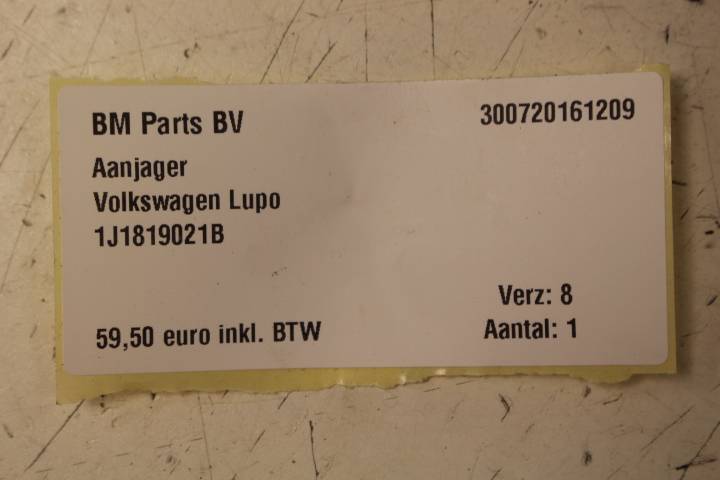 BM Parts BV 300720161209
Aanjager
Volkswagen Lupo
1J1819021B
Verz: 8
59,50 euro inkl. BTW Aantal: 1